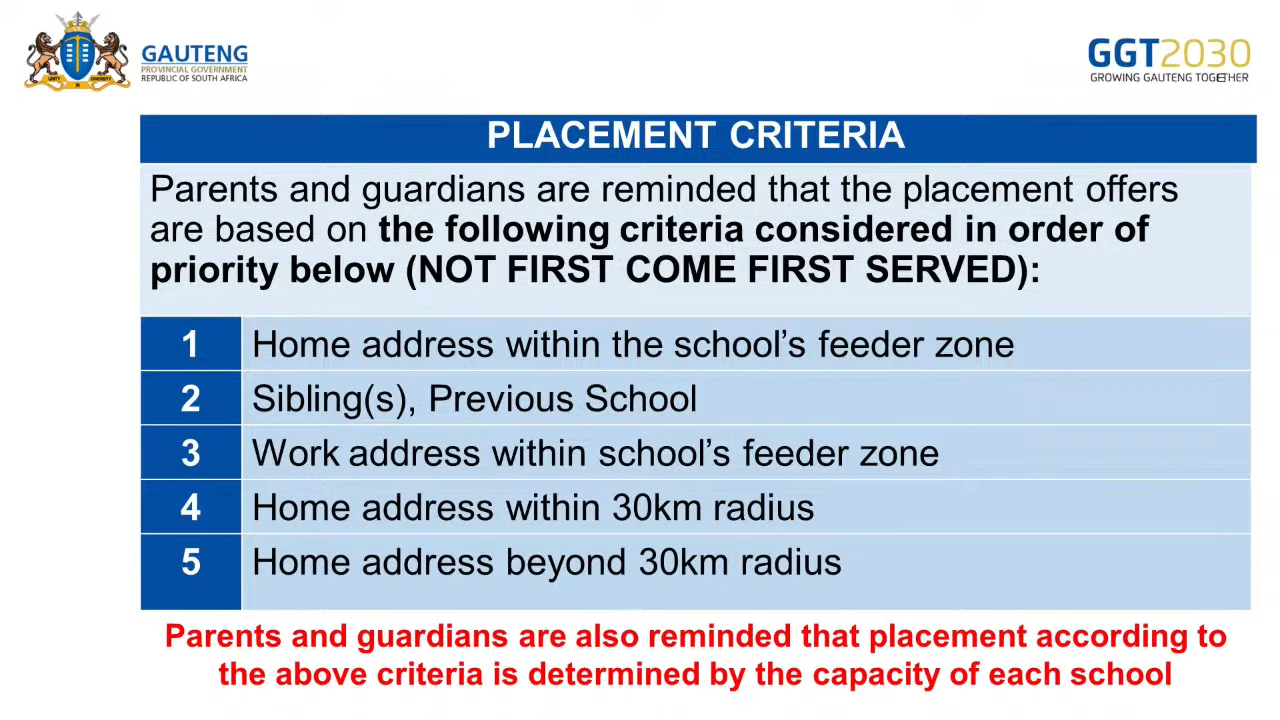 GAUTENG
PROVINCIAL GOVERNMENT
REPUBLIC OF SOUTH AFRICA
UNITY IN DIVERSITY
GGT2030
GROWING GAUTENG TOGETHER
PLACEMENT CRITERIA
Parents and guardians are reminded that the placement offers
are based on the following criteria considered in order of
priority below (NOT FIRST COME FIRST SERVED):
1 Home address within the school’s feeder zone
2 Sibling(s), Previous School
3 Work address within school’s feeder zone
4 Home address within 30km radius
5 Home address beyond 30km radius
Parents and guardians are also reminded that placement according to
the above criteria is determined by the capacity of each school